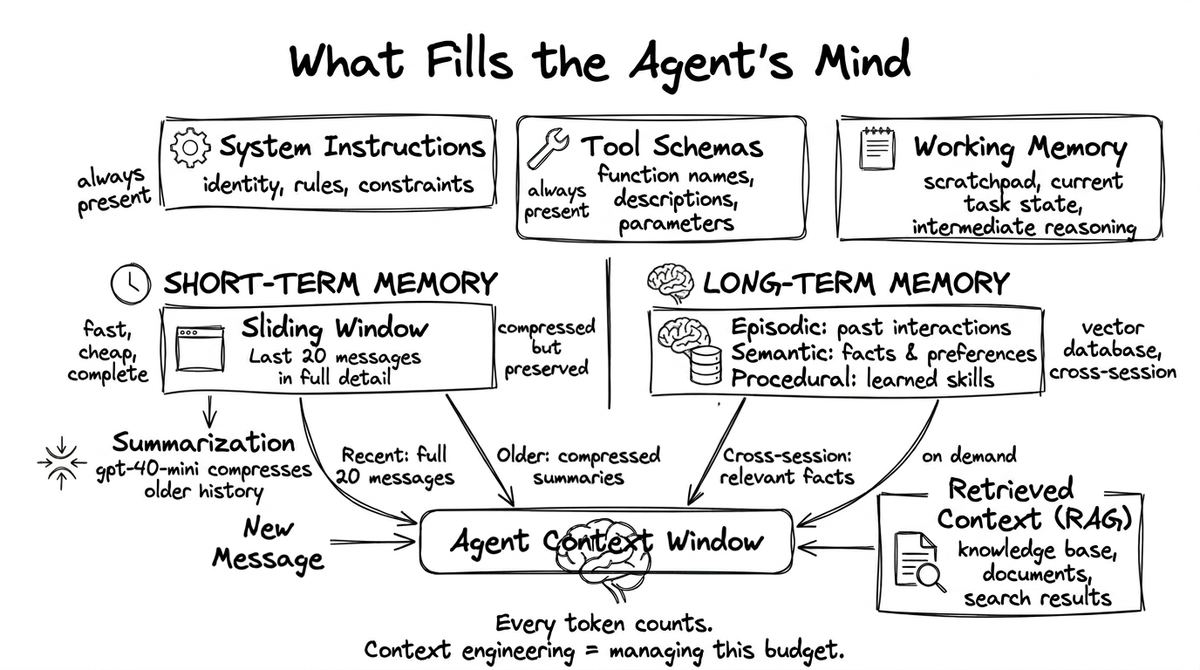 What Fills the Agent's Mind
always
present
System Instructions
identity, rules, constraints
Tool Schemas
always
present
function names,
descriptions,
parameters
Working Memory
scratchpad, current
task state,
intermediate reasoning
SHORT-TERM MEMORY
fast,
cheap,
complete
Sliding Window
Last 20 messages
in full detail
compressed
but
preserved
LONG-TERM MEMORY
Episodic: past interactions
Semantic: facts & preferences
Procedural: learned skills
vector
database,
cross-session
Summarization
gpt-40-mini compresses
older history
Recent: full
20 messages
Older: compressed
summaries
Cross-session:
relevant facts
on demand
Retrieved
Context (RAG)
knowledge base,
documents,
search results
New
Message
Agent Context Window
Every token counts.
Context engineering = managing this budget.